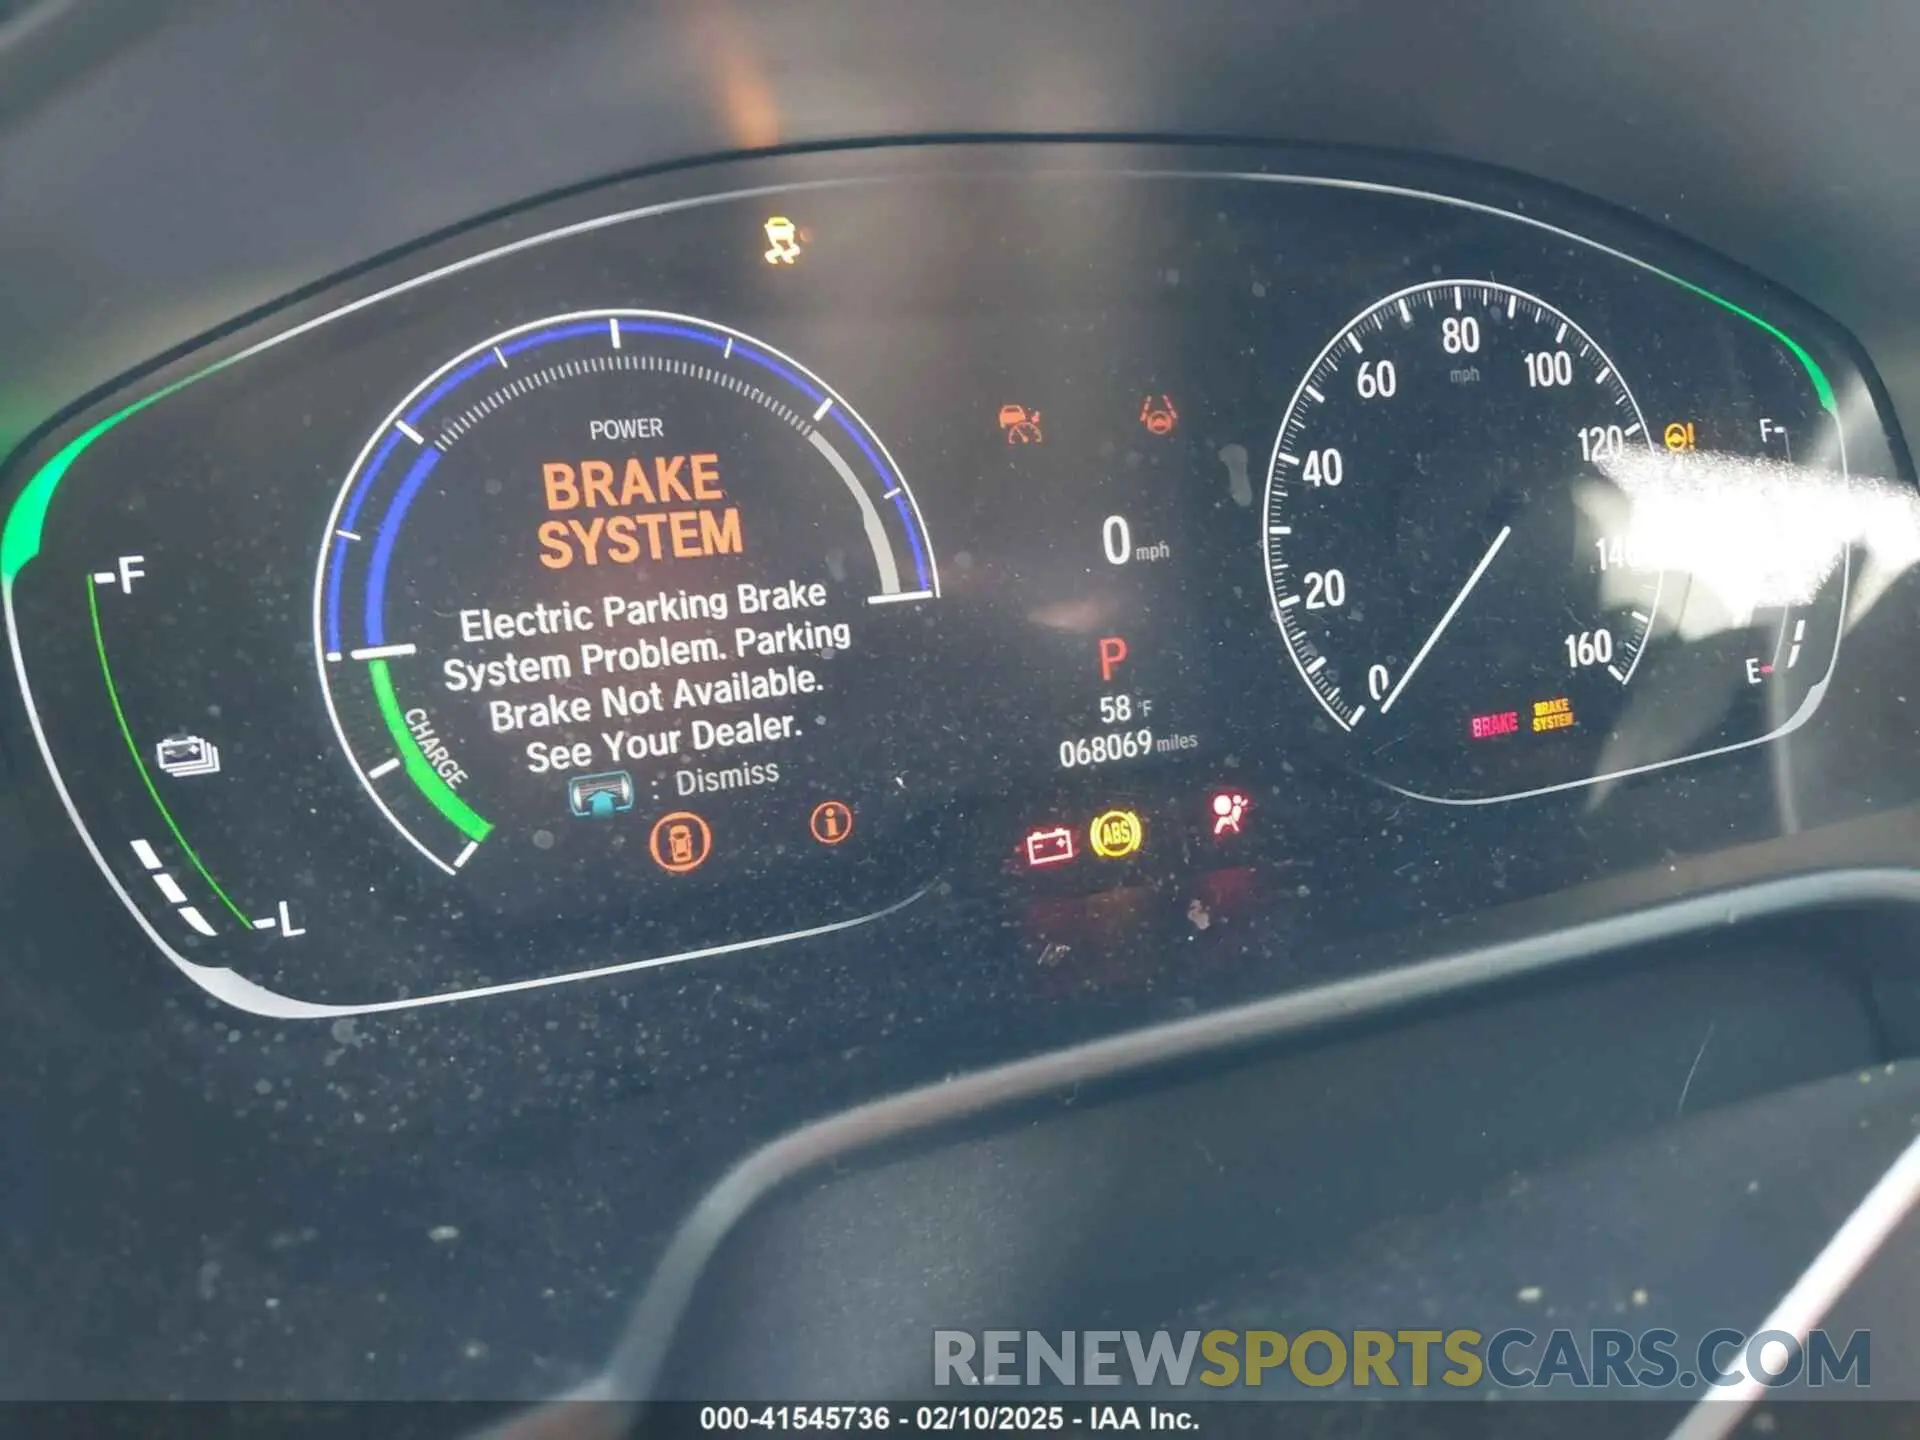 POWER
BRAKE
SYSTEM
Electric Parking Brake
System Problem. Parking
Brake Not Available.
See Your Dealer.
: Dismiss
CHARGE
F
L
0 mph
P
58 °F
068069 miles
ABS
0
20
40
60
80
100
120
140
160
mph
BRAKE
BRAKE
SYSTEM
F
E
RENEWSPORTSCARS.COM
000-41545736 - 02/10/2025 - IAA Inc.